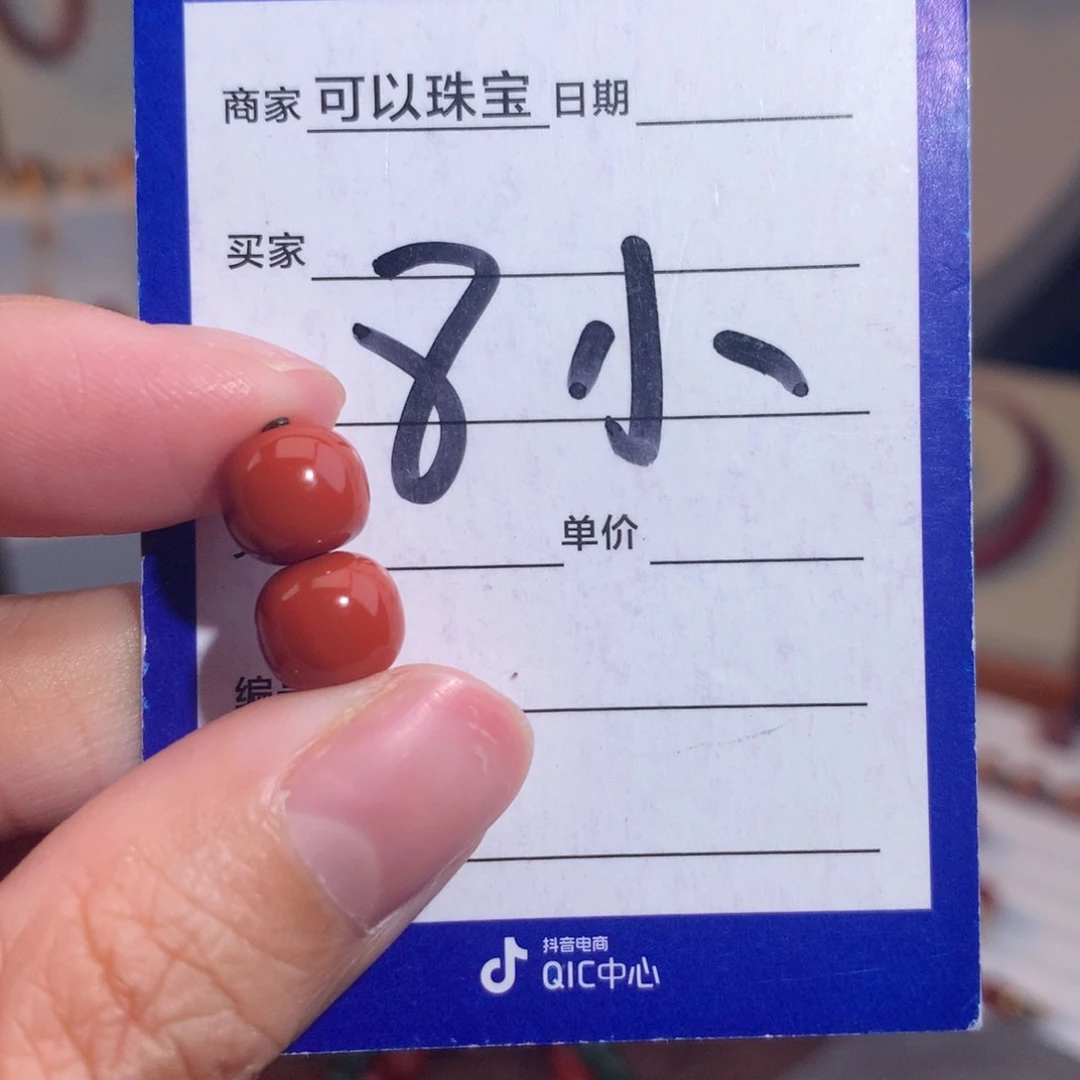 商家 可以珠宝 日期
买家
8小
单价
编
抖音电商
QIC中心